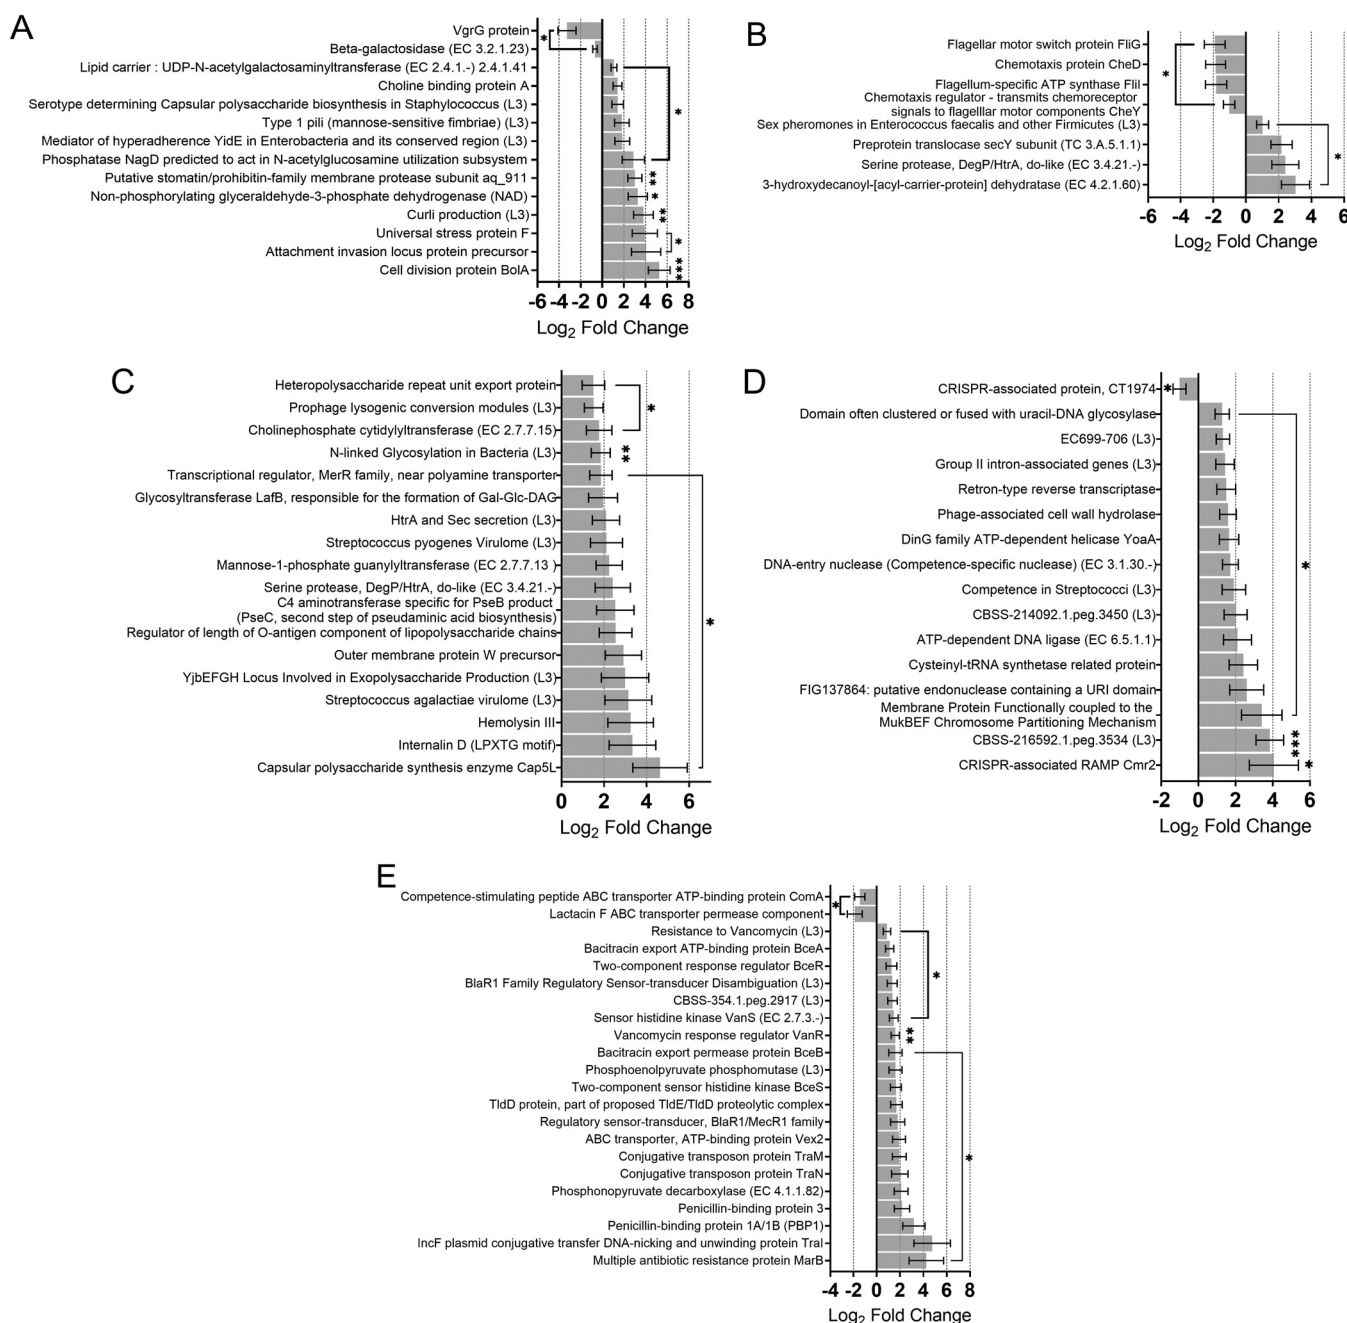 A
VgrG protein
Beta-galactosidase (EC 3.2.1.23)
Lipid carrier : UDP-N-acetylgalactosaminyltransferase (EC 2.4.1.-) 2.4.1.41
Choline binding protein A
Serotype determining Capsular polysaccharide biosynthesis in Staphylococcus (L3)
Type 1 pili (mannose-sensitive fimbriae) (L3)
Mediator of hyperadherence YidE in Enterobacteria and its conserved region (L3)
Phosphatase NagD predicted to act in N-acetylglucosamine utilization subsystem
Putative stomatin/prohibitin-family membrane protease subunit aq_911
Non-phosphorylating glyceraldehyde-3-phosphate dehydrogenase (NAD)
Curli production (L3)
Universal stress protein F
Attachment invasion locus protein precursor
Cell division protein BolA
* * ** * ** * ***
-6 -4 -2 0 2 4 6 8
Log2 Fold Change
B
Flagellar motor switch protein FliG
Chemotaxis protein CheD
Flagellum-specific ATP synthase FliI
Chemotaxis regulator - transmits chemoreceptor
signals to flagellar motor components CheY
Sex pheromones in Enterococcus faecalis and other Firmicutes (L3)
Preprotein translocase secY subunit (TC 3.A.5.1.1)
Serine protease, DegP/HtrA, do-like (EC 3.4.21.-)
3-hydroxydecanoyl-[acyl-carrier-protein] dehydratase (EC 4.2.1.60)
* *
-6 -4 -2 0 2 4 6
Log2 Fold Change
C
Heteropolysaccharide repeat unit export protein
Prophage lysogenic conversion modules (L3)
Cholinephosphate cytidylyltransferase (EC 2.7.7.15)
N-linked Glycosylation in Bacteria (L3)
Transcriptional regulator, MerR family, near polyamine transporter
Glycosyltransferase LafB, responsible for the formation of Gal-Glc-DAG
HtrA and Sec secretion (L3)
Streptococcus pyogenes Virulome (L3)
Mannose-1-phosphate guanylyltransferase (EC 2.7.7.13 )
Serine protease, DegP/HtrA, do-like (EC 3.4.21.-)
C4 aminotransferase specific for PseB product
(PseC, second step of pseudaminic acid biosynthesis)
Regulator of length of O-antigen component of lipopolysaccharide chains
Outer membrane protein W precursor
YjbEFGH Locus Involved in Exopolysaccharide Production (L3)
Streptococcus agalactiae virulome (L3)
Hemolysin III
Internalin D (LPXTG motif)
Capsular polysaccharide synthesis enzyme Cap5L
* ** *
0 2 4 6
Log2 Fold Change
D
CRISPR-associated protein, CT1974
Domain often clustered or fused with uracil-DNA glycosylase
EC699-706 (L3)
Group II intron-associated genes (L3)
Retron-type reverse transcriptase
Phage-associated cell wall hydrolase
DinG family ATP-dependent helicase YoaA
DNA-entry nuclease (Competence-specific nuclease) (EC 3.1.30.-)
Competence in Streptococci (L3)
CBSS-214092.1.peg.3450 (L3)
ATP-dependent DNA ligase (EC 6.5.1.1)
Cysteinyl-tRNA synthetase related protein
FIG137864: putative endonuclease containing a URI domain
Membrane Protein Functionally coupled to the
MukBEF Chromosome Partitioning Mechanism
CBSS-216592.1.peg.3534 (L3)
CRISPR-associated RAMP Cmr2
* * *** *
-2 0 2 4 6
Log2 Fold Change
E
Competence-stimulating peptide ABC transporter ATP-binding protein ComA
Lactacin F ABC transporter permease component
Resistance to Vancomycin (L3)
Bacitracin export ATP-binding protein BceA
Two-component response regulator BceR
BlaR1 Family Regulatory Sensor-transducer Disambiguation (L3)
CBSS-354.1.peg.2917 (L3)
Sensor histidine kinase VanS (EC 2.7.3.-)
Vancomycin response regulator VanR
Bacitracin export permease protein BceB
Phosphoenolpyruvate phosphomutase (L3)
Two-component sensor histidine kinase BceS
TldD protein, part of proposed TldE/TldD proteolytic complex
Regulatory sensor-transducer, BlaR1/MecR1 family
ABC transporter, ATP-binding protein Vex2
Conjugative transposon protein TraM
Conjugative transposon protein TraN
Phosphonopyruvate decarboxylase (EC 4.1.1.82)
Penicillin-binding protein 3
Penicillin-binding protein 1A/1B (PBP1)
IncF plasmid conjugative transfer DNA-nicking and unwinding protein TraI
Multiple antibiotic resistance protein MarB
* * ** *
-4 -2 0 2 4 6 8
Log2 Fold Change